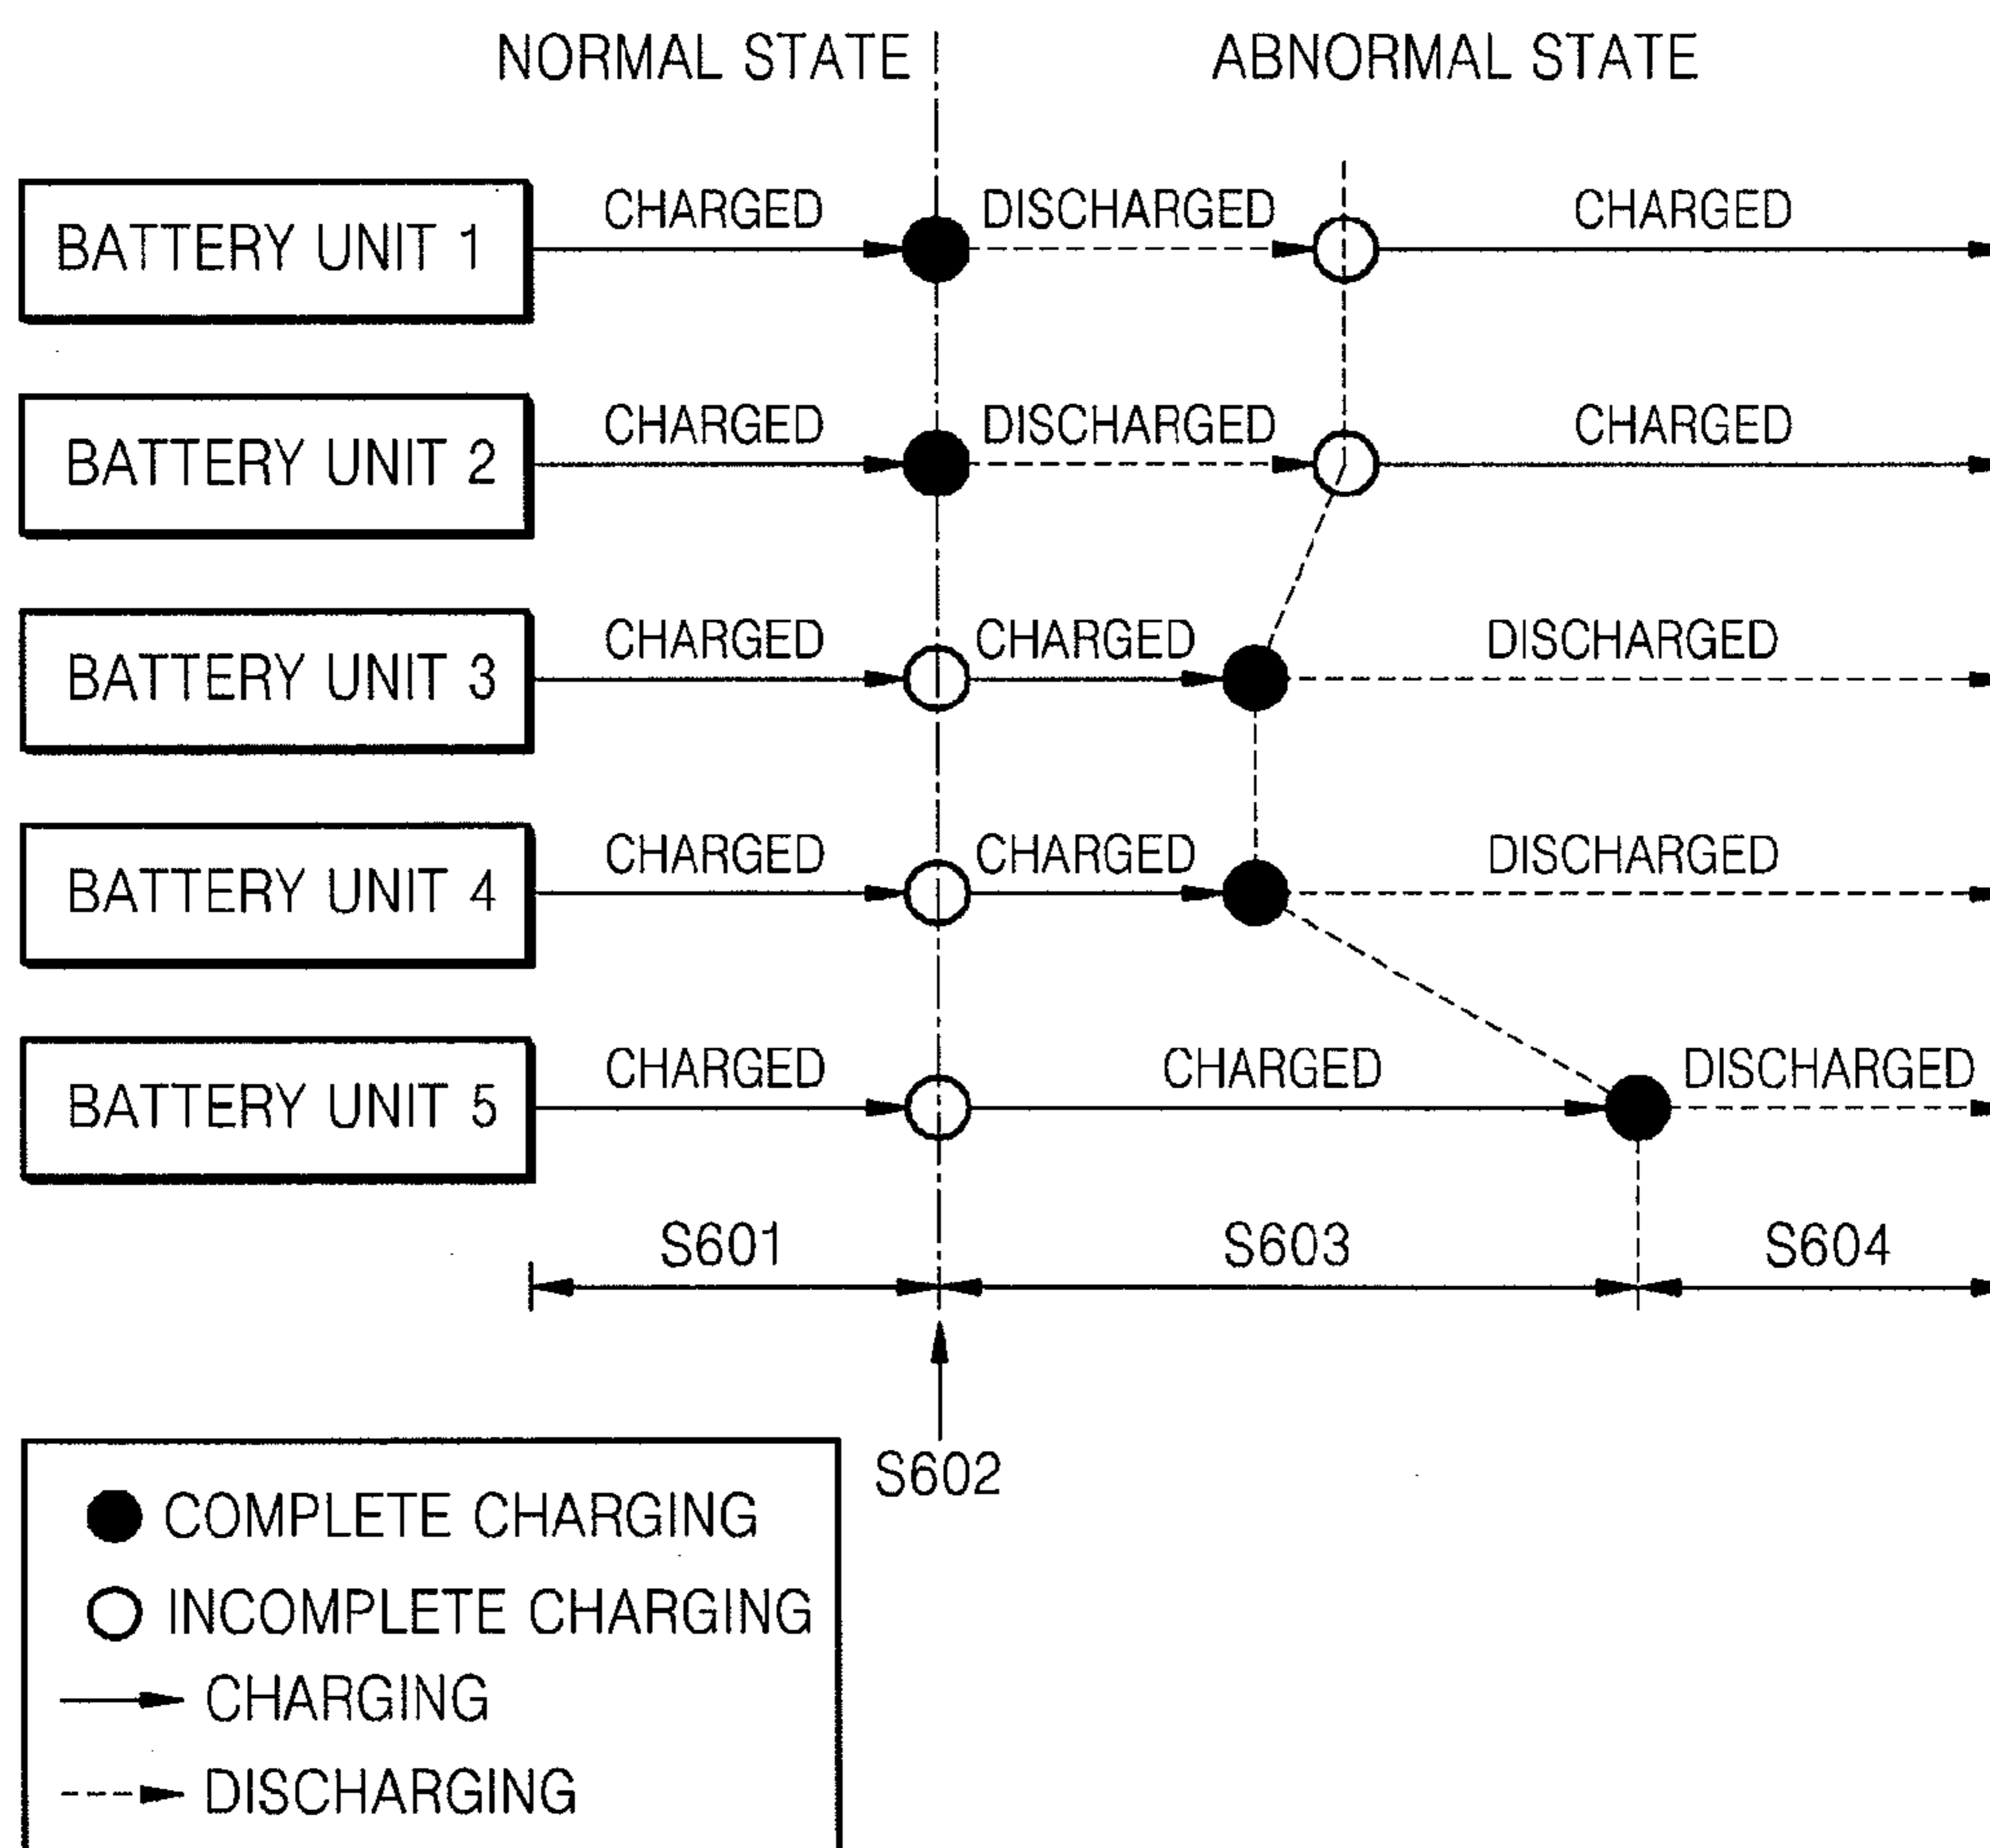 NORMAL STATE
ABNORMAL STATE
BATTERY UNIT 1
CHARGED
DISCHARGED
CHARGED
BATTERY UNIT 2
CHARGED
DISCHARGED
CHARGED
BATTERY UNIT 3
CHARGED
CHARGED
DISCHARGED
BATTERY UNIT 4
CHARGED
CHARGED
DISCHARGED
BATTERY UNIT 5
CHARGED
CHARGED
DISCHARGED
S601
S603
S604
S602
COMPLETE CHARGING
INCOMPLETE CHARGING
CHARGING
DISCHARGING